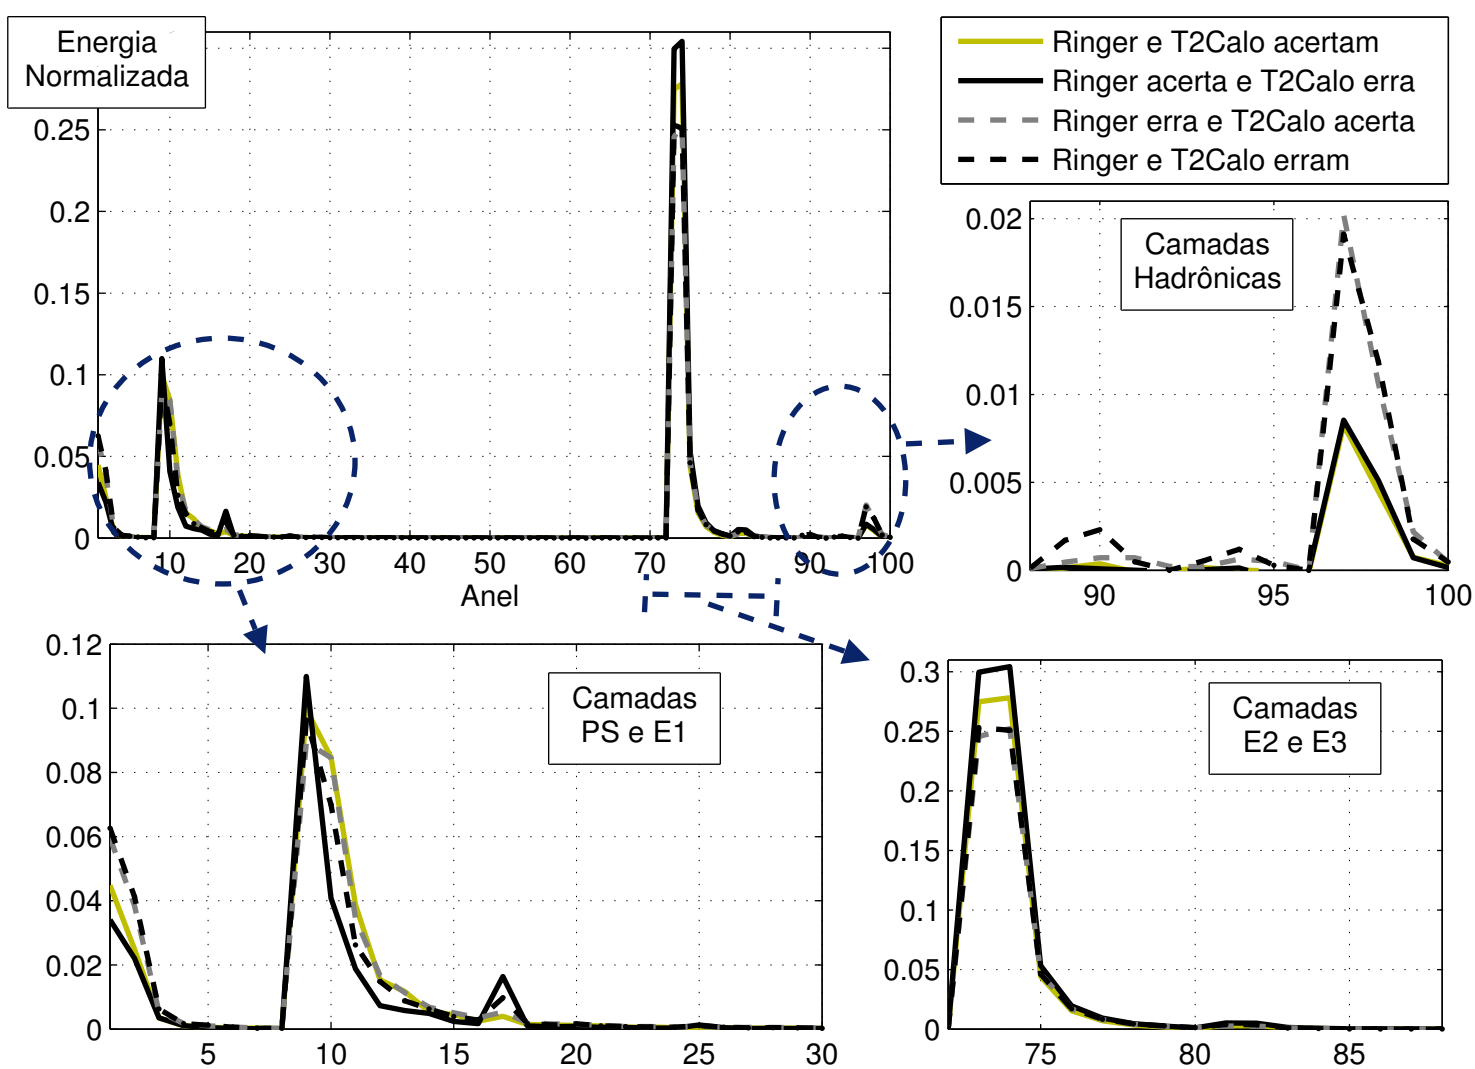 Energia
Normalizada
0.25
0.2
0.15
0.1
0.05
0
10 20 30 40 50 60 70 80 90 100
Anel
Ringer e T2Calo acertam
Ringer acerta e T2Calo erra
Ringer erra e T2Calo acerta
Ringer e T2Calo erram
Camadas
Hadrônicas
0.02
0.015
0.01
0.005
0
90 95 100
Camadas
PS e E1
0.12
0.1
0.08
0.06
0.04
0.02
0
5 10 15 20 25 30
Camadas
E2 e E3
0.3
0.25
0.2
0.15
0.1
0.05
0
75 80 85